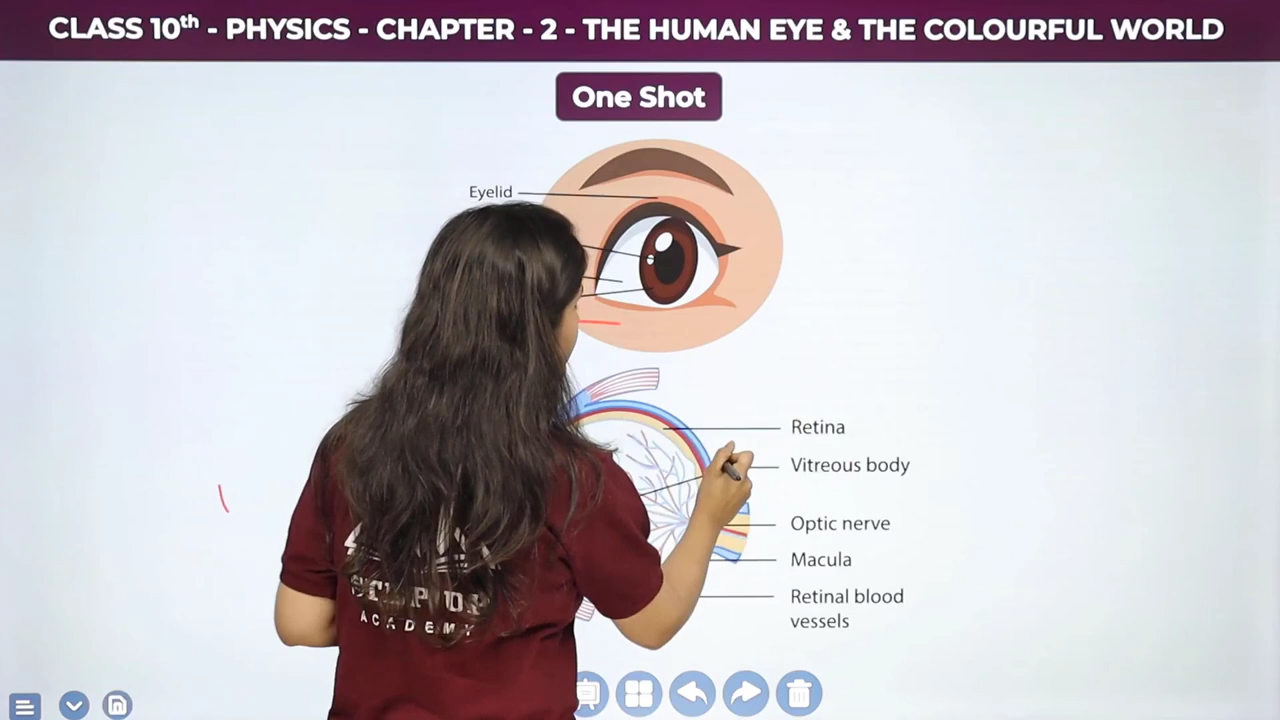 CLASS 10th - PHYSICS - CHAPTER - 2 - THE HUMAN EYE & THE COLOURFUL WORLD
One Shot
Eyelid
Retina
Vitreous body
Optic nerve
Macula
Retinal blood
vessels
ACADEMY